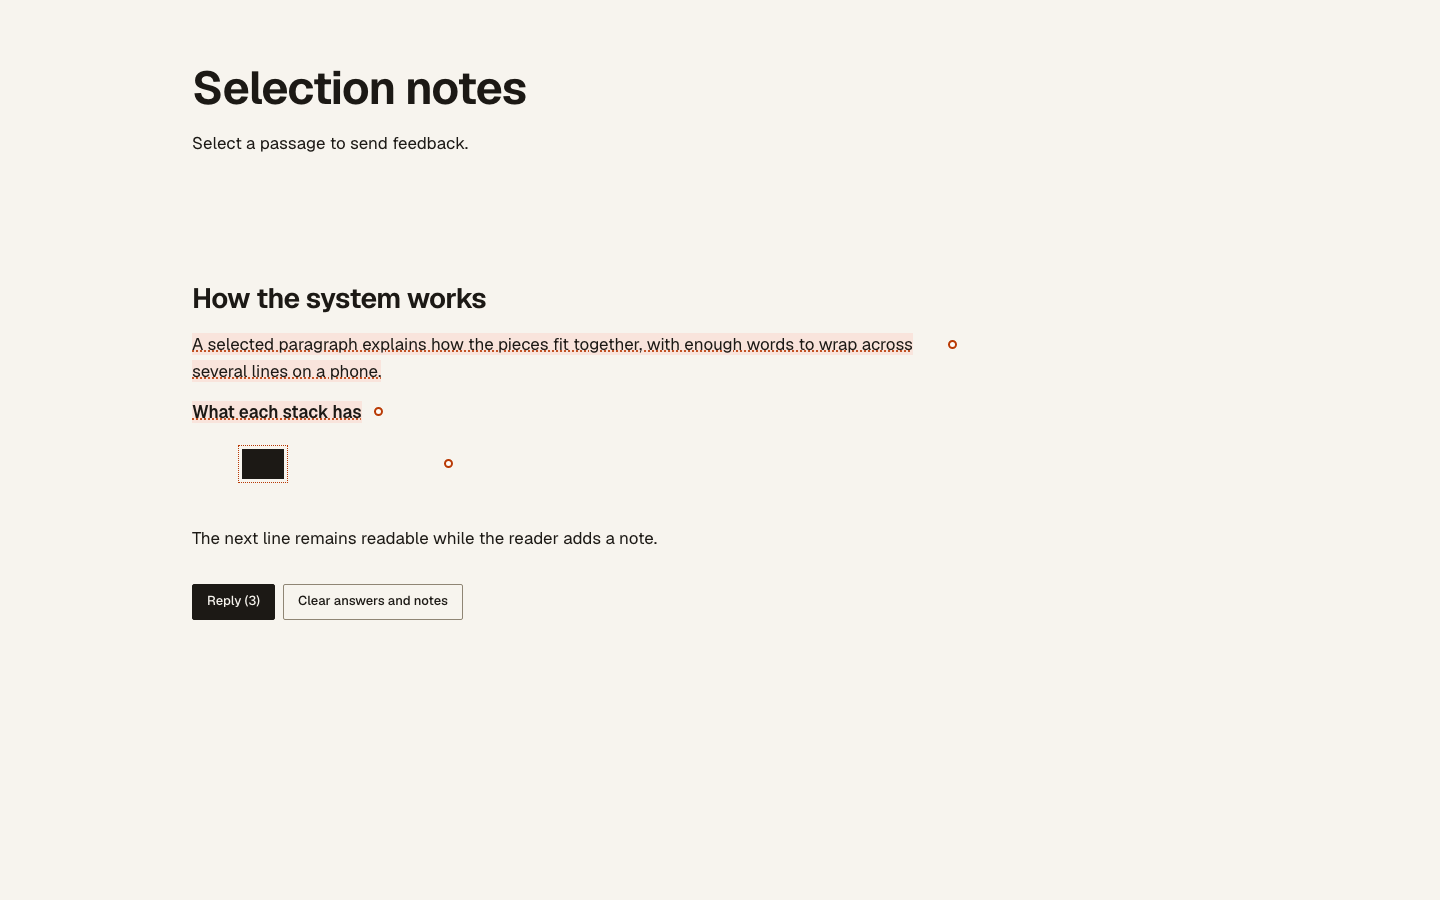 Selection notes
Select a passage to send feedback.
How the system works
A selected paragraph explains how the pieces fit together, with enough words to wrap across
several lines on a phone.
What each stack has
The next line remains readable while the reader adds a note.
Reply (3)
Clear answers and notes